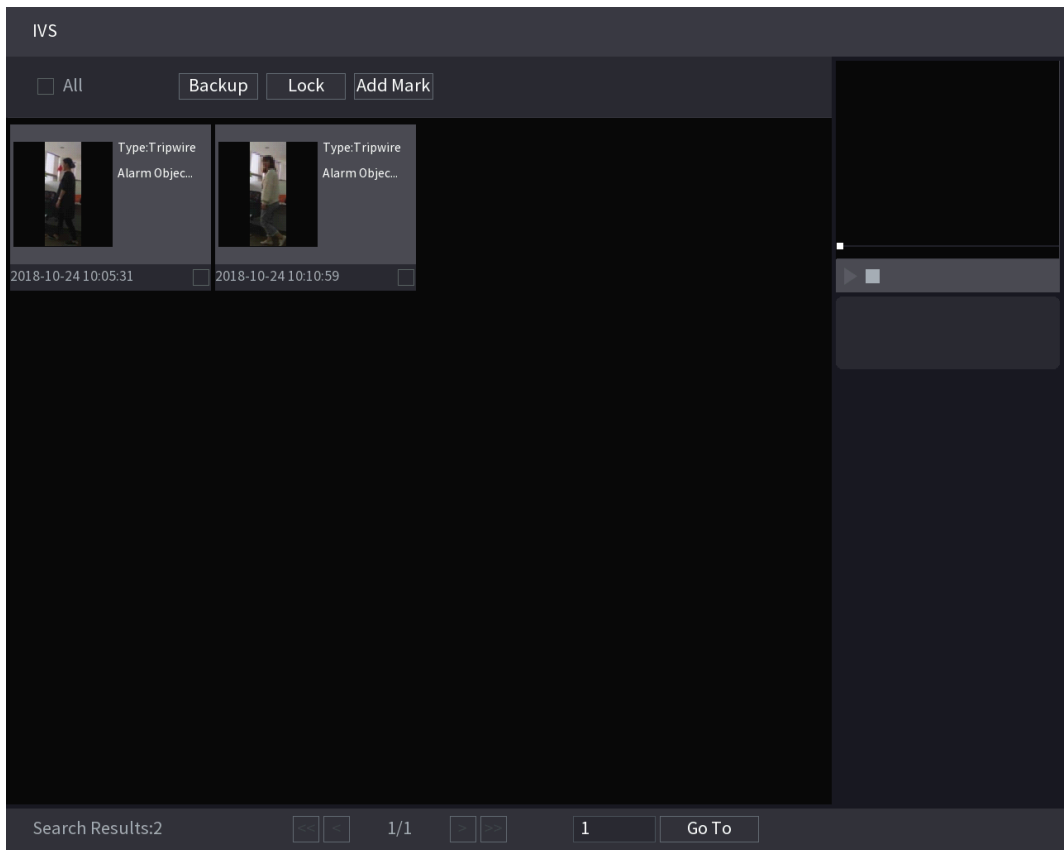 IVS
All Backup Lock Add Mark
Type:Tripwire
Alarm Objec...
2018-10-24 10:05:31
Type:Tripwire
Alarm Objec...
2018-10-24 10:10:59
Search Results:2 << < 1/1 > >> 1 Go To